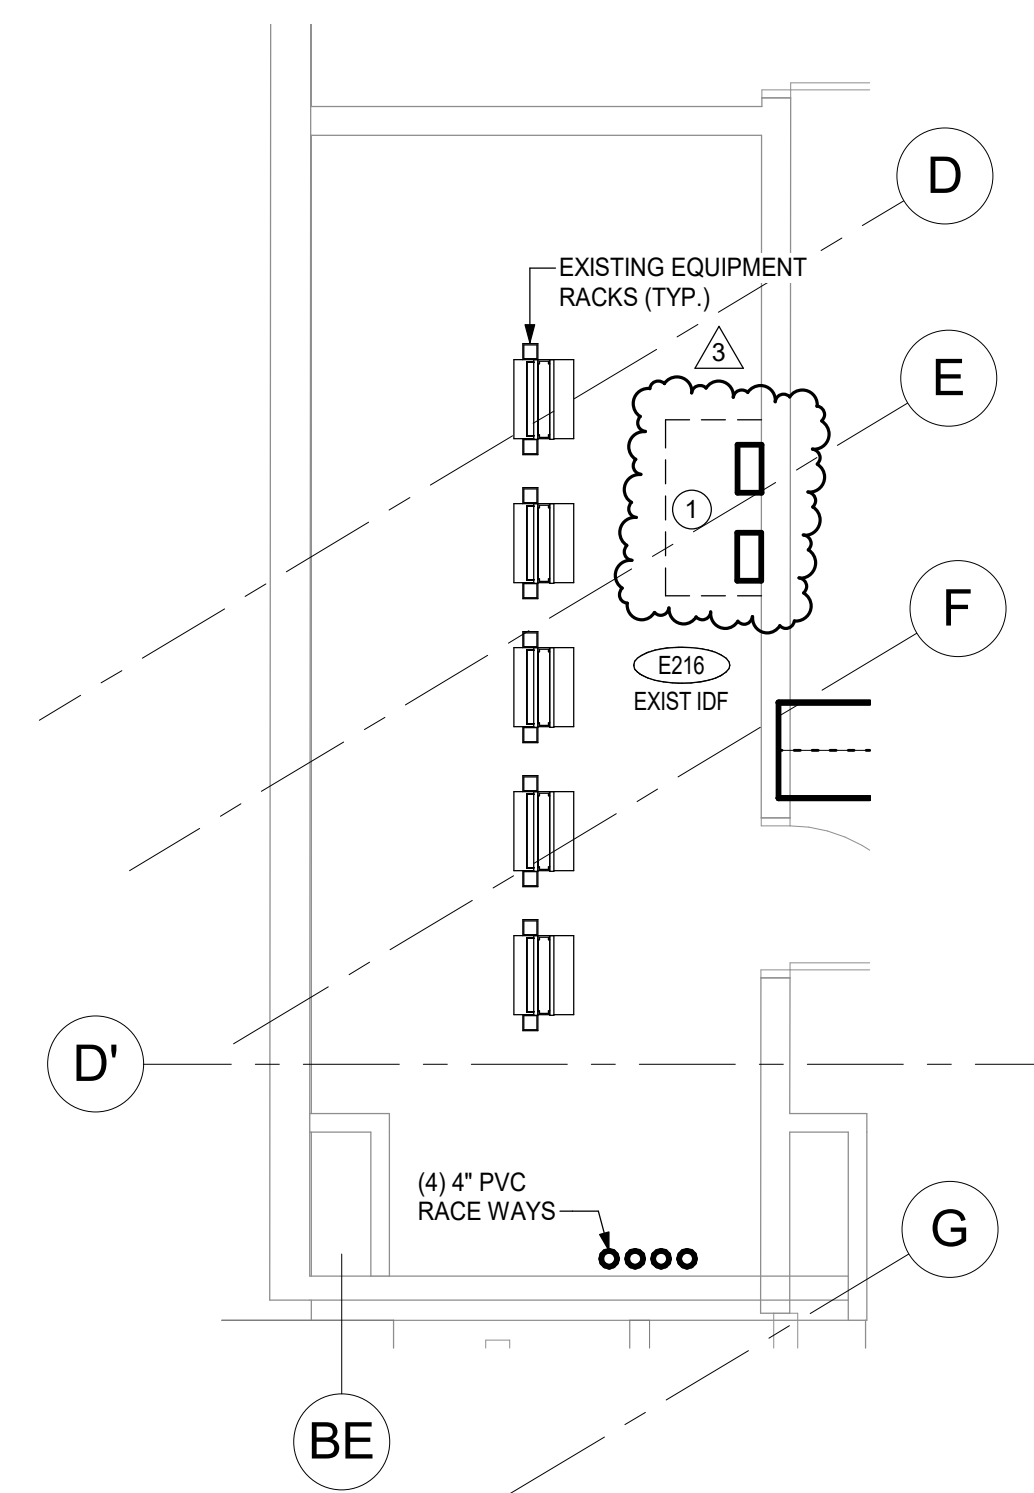 D
EXISTING EQUIPMENT
RACKS (TYP.)
3
E
1
F
E216
EXIST IDF
D'
(4) 4" PVC
RACE WAYS
G
BE